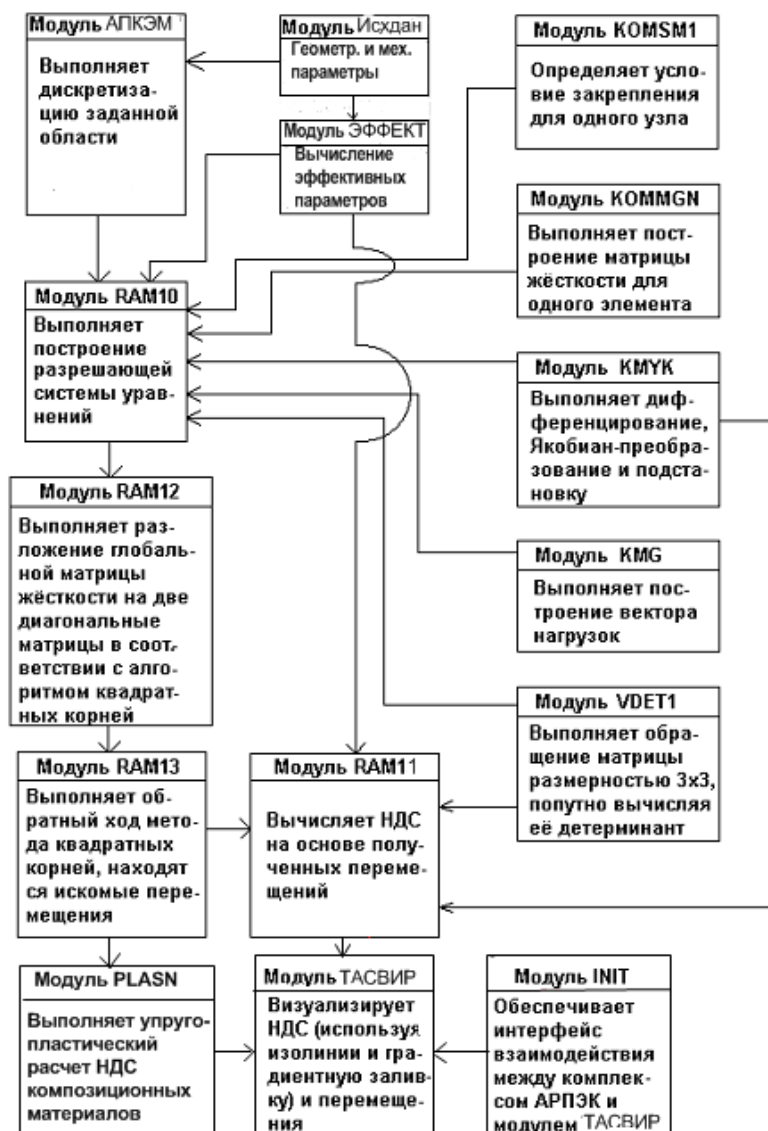 Модуль АПКЭМ
Выполняет
дискретиза-
цию заданной
области
Модуль Исхдан
Геометр. и мех.
параметры
Модуль KOMSM1
Определяет усло-
вие закрепления
для одного узла
Модуль ЭФФЕКТ
Вычисление
эффективных
параметров
Модуль KOMMGN
Выполняет пост-
роение матрицы
жёсткости для
одного элемента
Модуль RAM10
Выполняет
построение
разрешающей
системы урав-
нений
Модуль KMYK
Выполняет диф-
ференцирование,
Якобиан-преобра-
зование и подста-
новку
Модуль RAM12
Выполняет раз-
ложение глобаль-
ной матрицы
жёсткости на две
диагональные
матрицы в соот-
ветствии с алго-
ритмом квадрат-
ных корней
Модуль KMG
Выполняет пос-
троение вектора
нагрузок
Модуль VDET1
Выполняет обра-
щение матрицы
размерностью 3x3,
попутно вычисляя
её детерминант
Модуль RAM13
Выполняет об-
ратный ход мето-
да квадратных
корней, находят
ся искомые пере-
мещения
Модуль RAM11
Вычисляет НДС
на основе полу-
ченных переме-
щений
Модуль PLASN
Выполняет упруго-
пластический
расчет НДС
композиционных
материалов
Модуль ТАСВИР
Визуализирует
НДС (используя
изолинии и гра-
диентную залив-
ку) и перемеще-
ния
Модуль INIT
Обеспечивает
интерфейс
взаимодействия
между комплек-
сом АРПЭК и
модулем ТАСВИР